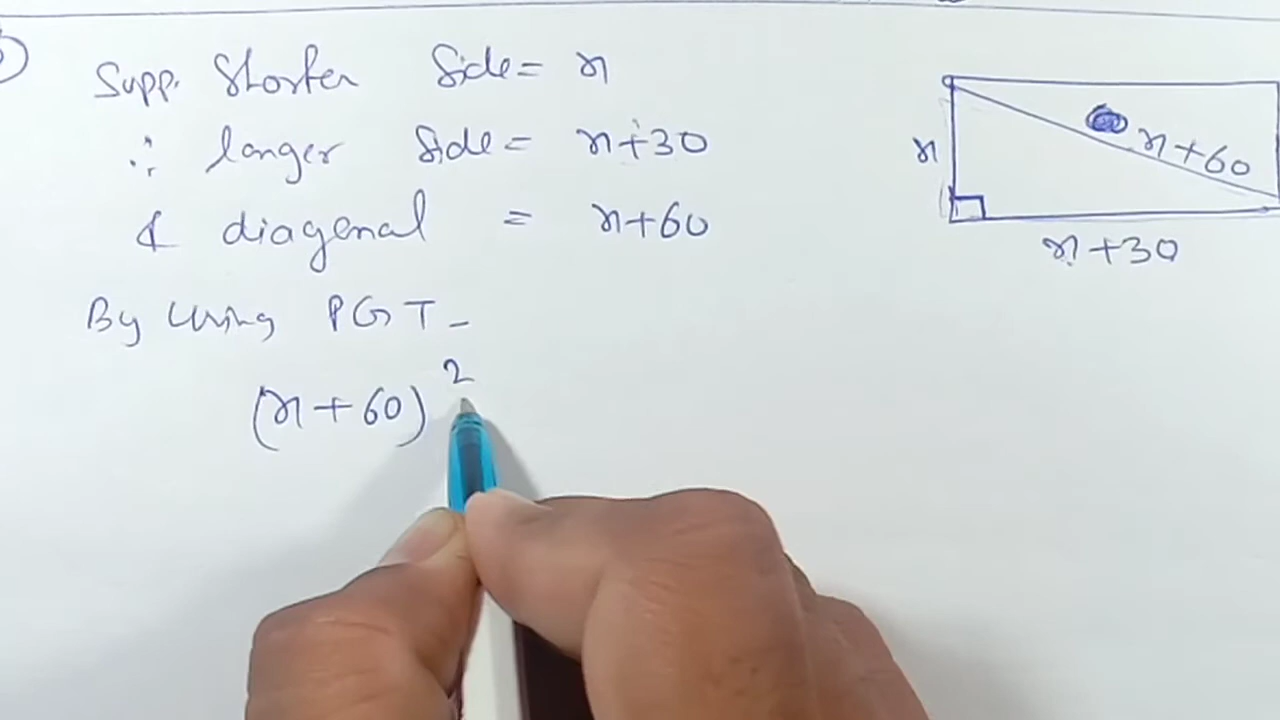 Supp. Shorter Side = x
∴ longer Side = x+30
& diagonal = x+60
By Using PGT -
(x+60)²
x
x+60
x+30